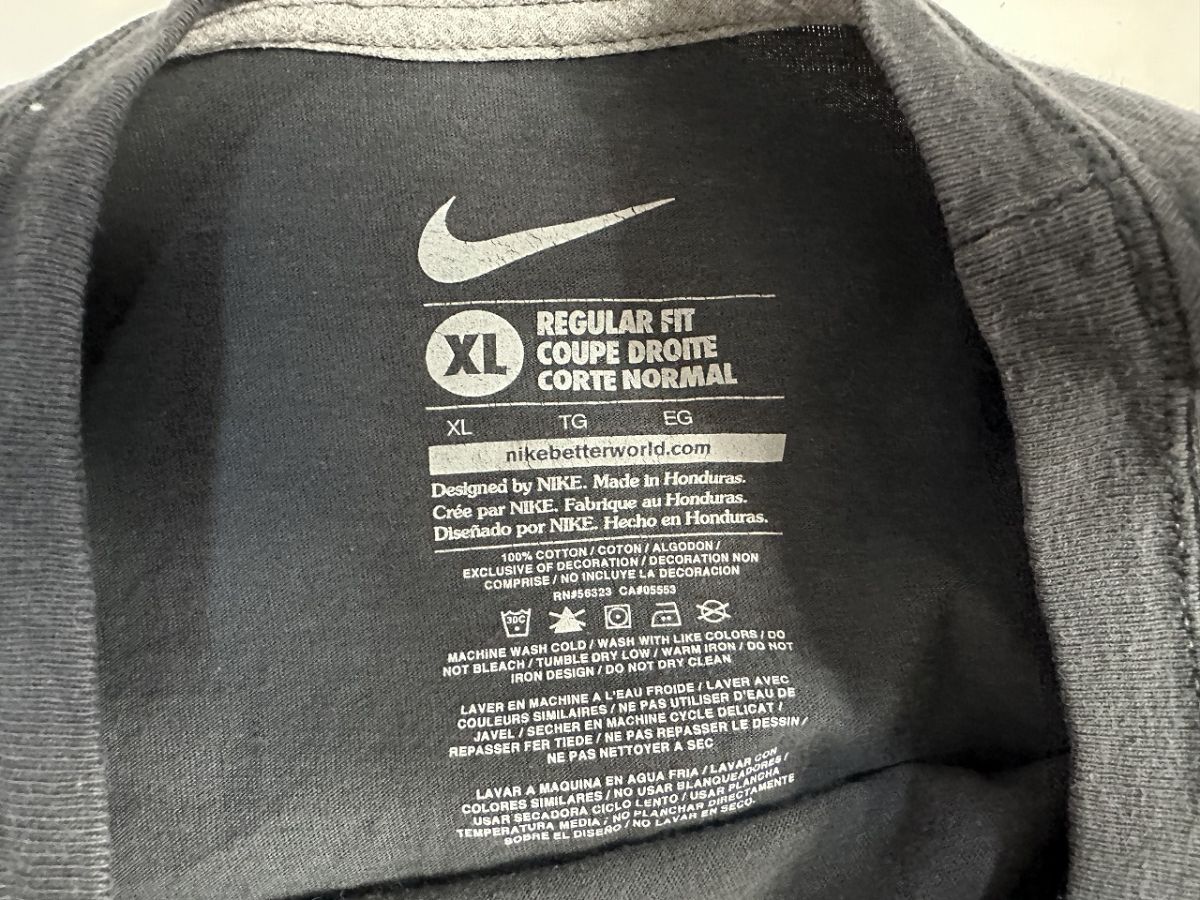 XL
REGULAR FIT
COUPE DROITE
CORTE NORMAL
XL TG EG
nikebetterworld.com
Designed by NIKE. Made in Honduras.
Crée par NIKE. Fabrique au Honduras.
Diseñado por NIKE. Hecho en Honduras.
100% COTTON / COTON / ALGODON /
EXCLUSIVE OF DECORATION / DECORATION NON
COMPRISE / NO INCLUYE LA DECORACION
RN#56323 CA#05553
30C
MACHINE WASH COLD / WASH WITH LIKE COLORS / DO
NOT BLEACH / TUMBLE DRY LOW / WARM IRON / DO NOT
IRON DESIGN / DO NOT DRY CLEAN
LAVER EN MACHINE A L'EAU FROIDE / LAVER AVEC
COULEURS SIMILAIRES / NE PAS UTILISER D'EAU DE
JAVEL / SECHER EN MACHINE CYCLE DELICAT /
REPASSER FER TIEDE / NE PAS REPASSER LE DESSIN /
NE PAS NETTOYER A SEC
LAVAR A MAQUINA EN AGUA FRIA / LAVAR CON
COLORES SIMILARES / NO USAR BLANQUEADORES /
USAR SECADORA CICLO LENTO / USAR PLANCHA
TEMPERATURA MEDIA / NO PLANCHAR DIRECTAMENTE
SOBRE EL DISEÑO / NO LAVAR EN SECO.